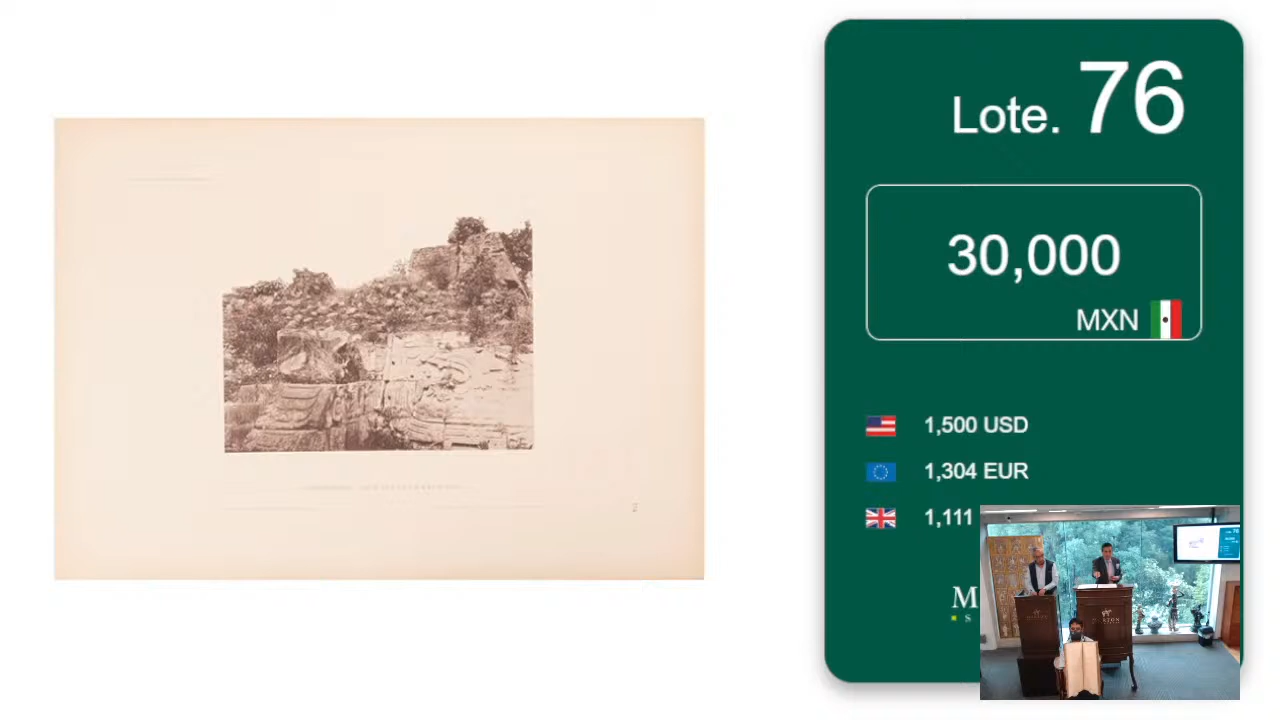 Lote. 76
30,000
MXN
1,500 USD
1,304 EUR
1,111
M
S